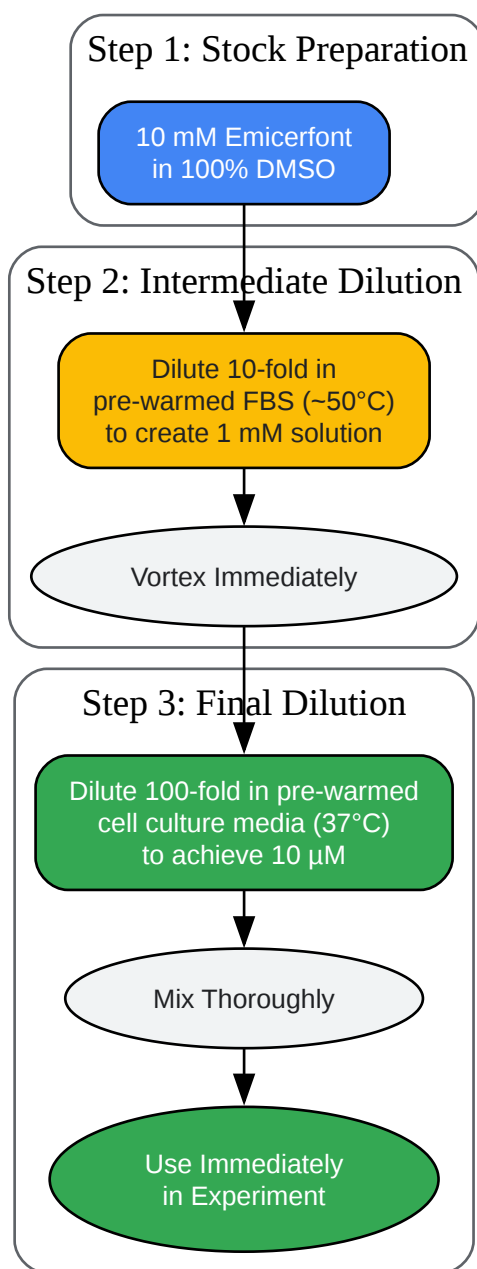 Step 1: Stock Preparation
10 mM Emicerfont
in 100% DMSO
Step 2: Intermediate Dilution
Dilute 10-fold in
pre-warmed FBS (~50°C)
to create 1 mM solution
Vortex Immediately
Step 3: Final Dilution
Dilute 100-fold in pre-warmed
cell culture media (37°C)
to achieve 10 µM
Mix Thoroughly
Use Immediately
in Experiment